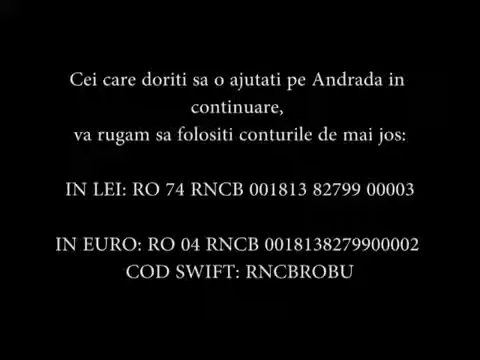 Cei care doriti sa o ajutati pe Andrada in
continuare,
va rugam sa folositi conturile de mai jos:
IN LEI: RO 74 RNCB 001813 82799 00003
IN EURO: RO 04 RNCB 0018138279900002
COD SWIFT: RNCBROBU